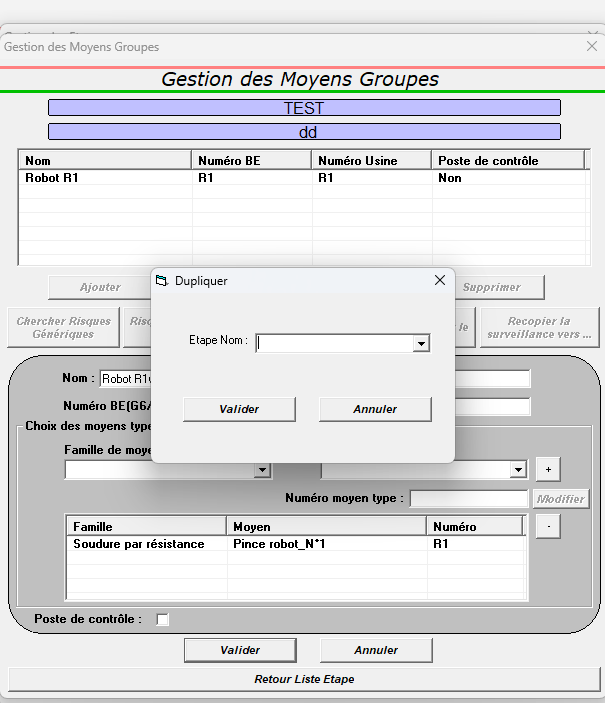 Gestion des Moyens Groupes
Gestion des Moyens Groupes
TEST
dd
Nom Numéro BE Numéro Usine Poste de contrôle
Robot R1 R1 R1 Non
Ajouter Supprimer
Chercher Risques Génériques
le
Recopier la surveillance vers ...
Dupliquer
Etape Nom :
Valider Annuler
Nom : Robot R1
Numéro BE(G6/
Choix des moyens type
Famille de moye
+
Numéro moyen type : Modifier
Famille Moyen Numéro
-
Soudure par résistance Pince robot_N°1 R1
Poste de contrôle :
Valider Annuler
Retour Liste Etape